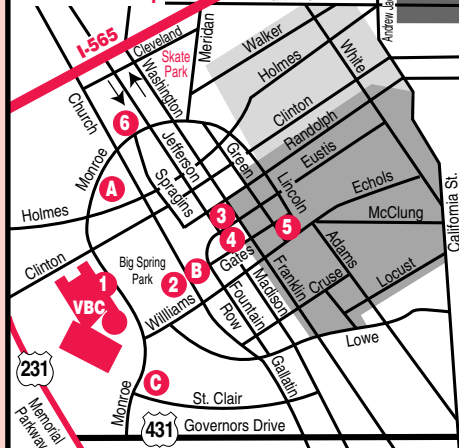 I-565
Cleveland
Meridan
Andrew Ja
Skate
Park
Washington
Walker
Holmes
White
Church
6
Jefferson
Clinton
Randolph
Eustis
Monroe
Green
Spragins
Lincoln
Echols
A
Holmes
3
4
5
McClung
California St.
Clinton
Big Spring
Park
B
Gates
Adams
1
2
Franklin
Cruse
Locust
VBC
Madison
Fountain
Row
Willliams
Lowe
231
Gallatin
C
Memorial
Parkway
Monroe
St. Clair
431
Governors Drive